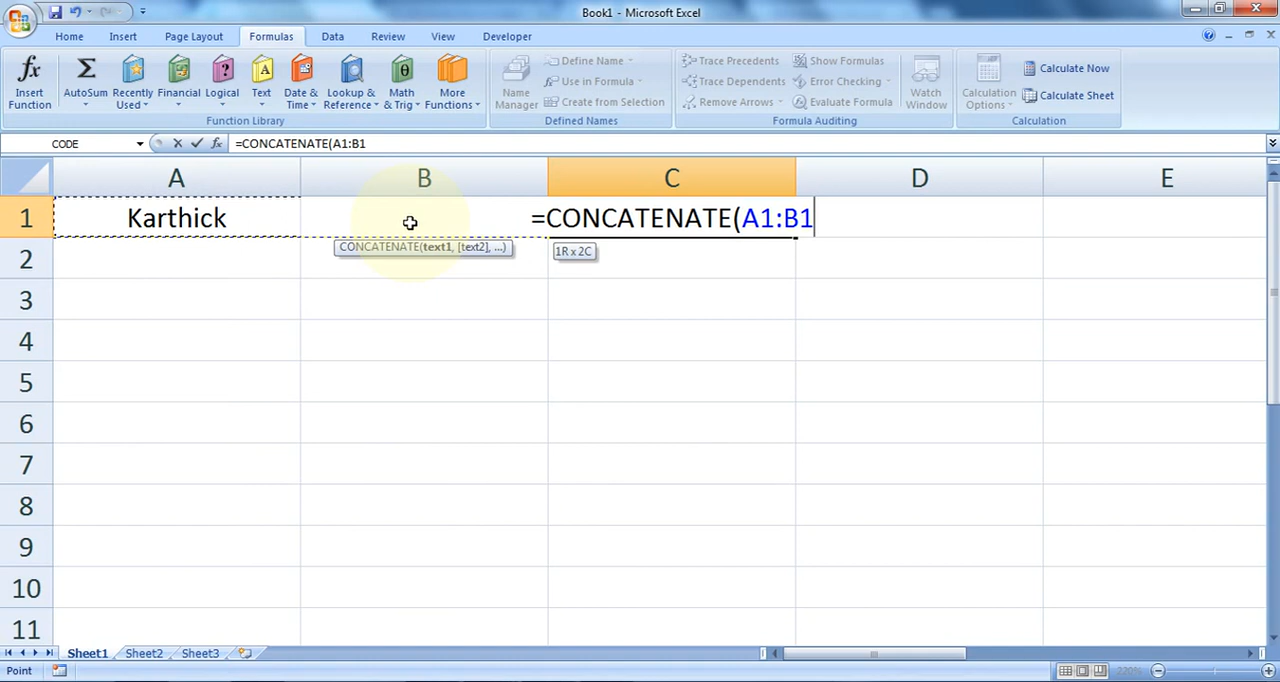 Book1 - Microsoft Excel
Home Insert Page Layout Formulas Data Review View Developer
fx Insert Function
Σ AutoSum
Recently Used
Financial
Logical
A Text
Date & Time
Lookup & Reference
θ Math & Trig
More Functions
Function Library
Name Manager
Define Name
Use in Formula
Create from Selection
Defined Names
Trace Precedents
Trace Dependents
Remove Arrows
Show Formulas
Error Checking
Evaluate Formula
Watch Window
Formula Auditing
Calculation Options
Calculate Now
Calculate Sheet
Calculation
CODE fx =CONCATENATE(A1:B1
A B C D E
1 Karthick =CONCATENATE(A1:B1
CONCATENATE(text1, [text2], ...) 1R x 2C
2
3
4
5
6
7
8
9
10
11
Sheet1 Sheet2 Sheet3
Point 220%